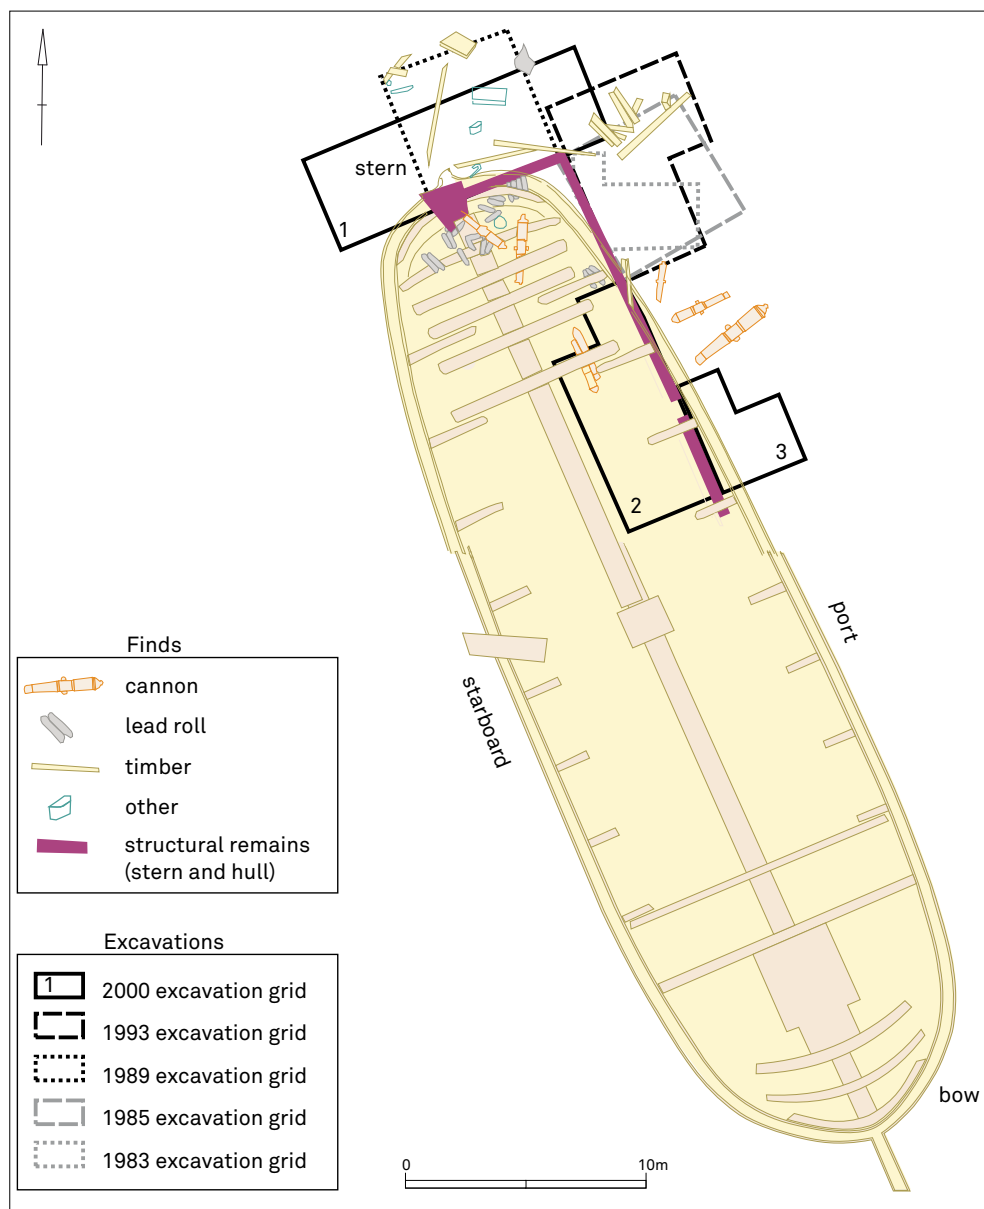 stern
1
3
2
port
starboard
bow
Finds
cannon
lead roll
timber
other
structural remains
(stern and hull)
Excavations
1 2000 excavation grid
1993 excavation grid
1989 excavation grid
1985 excavation grid
1983 excavation grid
0 10m